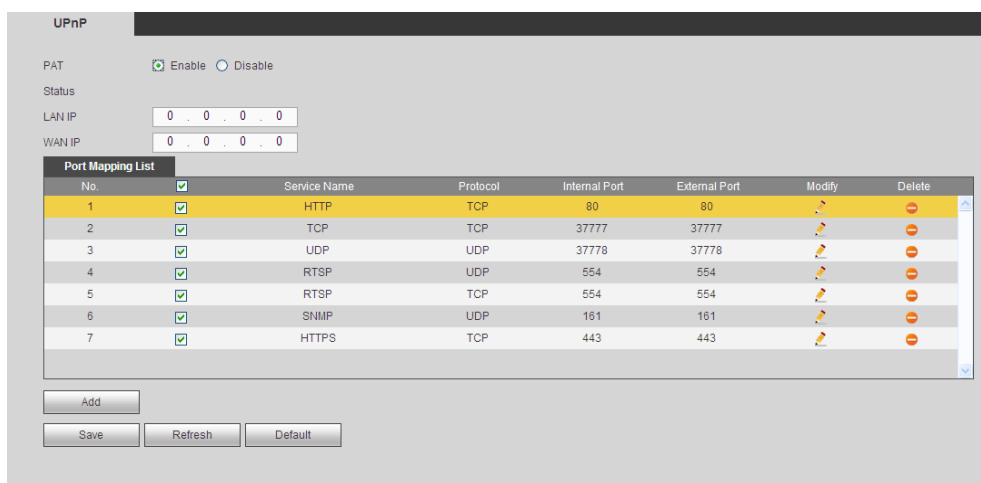 UPnP
PAT Enable Disable
Status
LAN IP 0 . 0 . 0 . 0
WAN IP 0 . 0 . 0 . 0
Port Mapping List
No. Service Name Protocol Internal Port External Port Modify Delete
1 HTTP TCP 80 80
2 TCP TCP 37777 37777
3 UDP UDP 37778 37778
4 RTSP UDP 554 554
5 RTSP TCP 554 554
6 SNMP UDP 161 161
7 HTTPS TCP 443 443
Add
Save Refresh Default